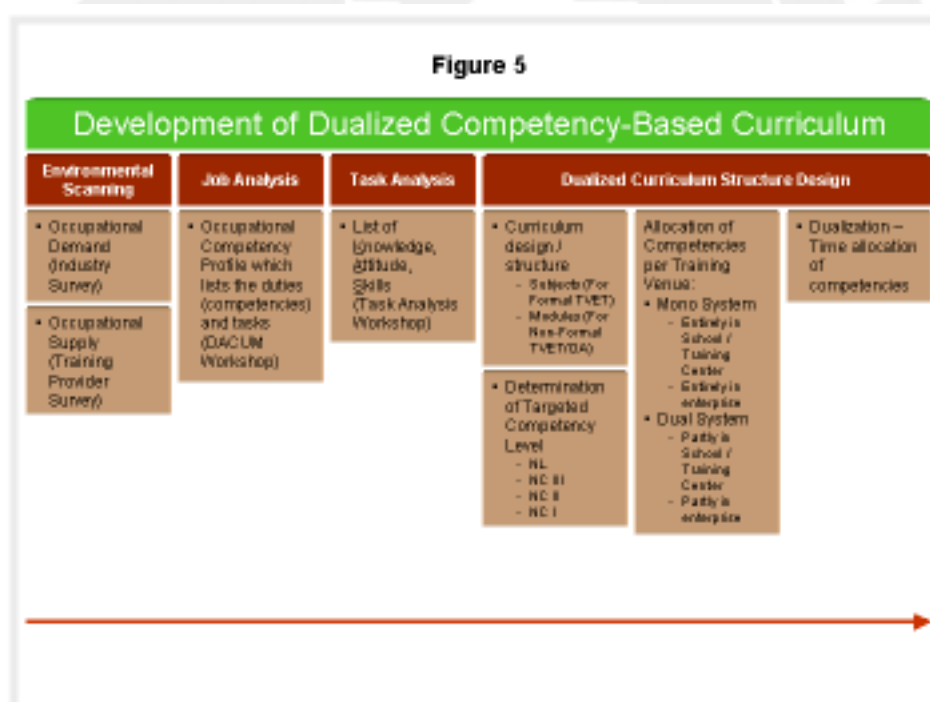 Figure 5
Development of Dualized Competency-Based Curriculum
Environmental
Scanning
Job Analysis
Task Analysis
Dualized Curriculum Structure Design
▪ Occupational
Demand
(Industry
Survey)
▪ Occupational
Supply
(Training
Provider
Survey)
▪ Occupational
Competency
Profile which
lists the duties
(competencies)
and tasks
(DACUM
Workshop)
▪ List of
Knowledge,
Attitude,
Skills
(Task Analysis
Workshop)
▪ Curriculum
design /
structure
- Subjects (For
Formal TVET)
- Modules (For
Non-Formal
▪ Determination
of Targeted
Competency
Level
- NL
- NC III
- NC II
- NC I
Allocation of
Competencies
per Training
Venue:
▪ Mono System
- Entirely in
School /
Training
Center
- Entirely in
enterprise
▪ Dual System
- Partly in
School /
Training
Center
- Partly in
enterprise
▪ Dualization –
Time allocation
of
competencies